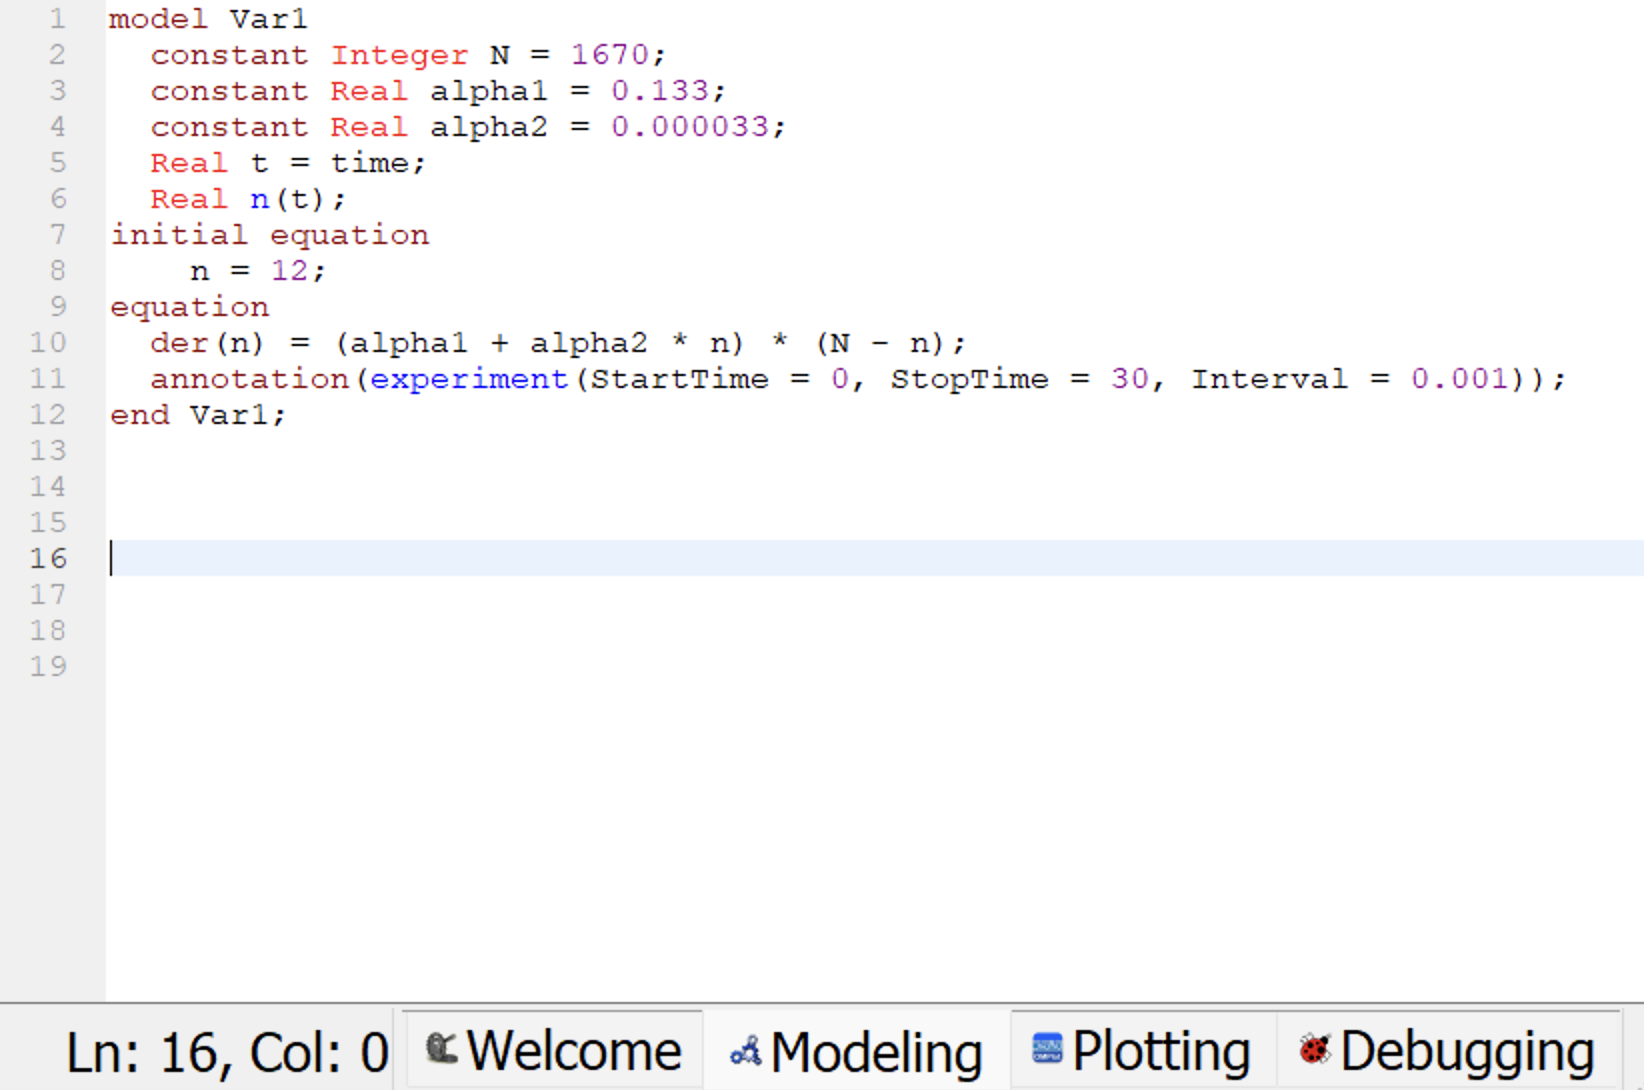 1 model Var1
2   constant Integer N = 1670;
3   constant Real alpha1 = 0.133;
4   constant Real alpha2 = 0.000033;
5   Real t = time;
6   Real n(t);
7 initial equation
8     n = 12;
9 equation
10   der(n) = (alpha1 + alpha2 * n) * (N - n);
11   annotation(experiment(StartTime = 0, StopTime = 30, Interval = 0.001));
12 end Var1;
13
14
15
16
17
18
19
Ln: 16, Col: 0 Welcome Modeling Plotting Debugging